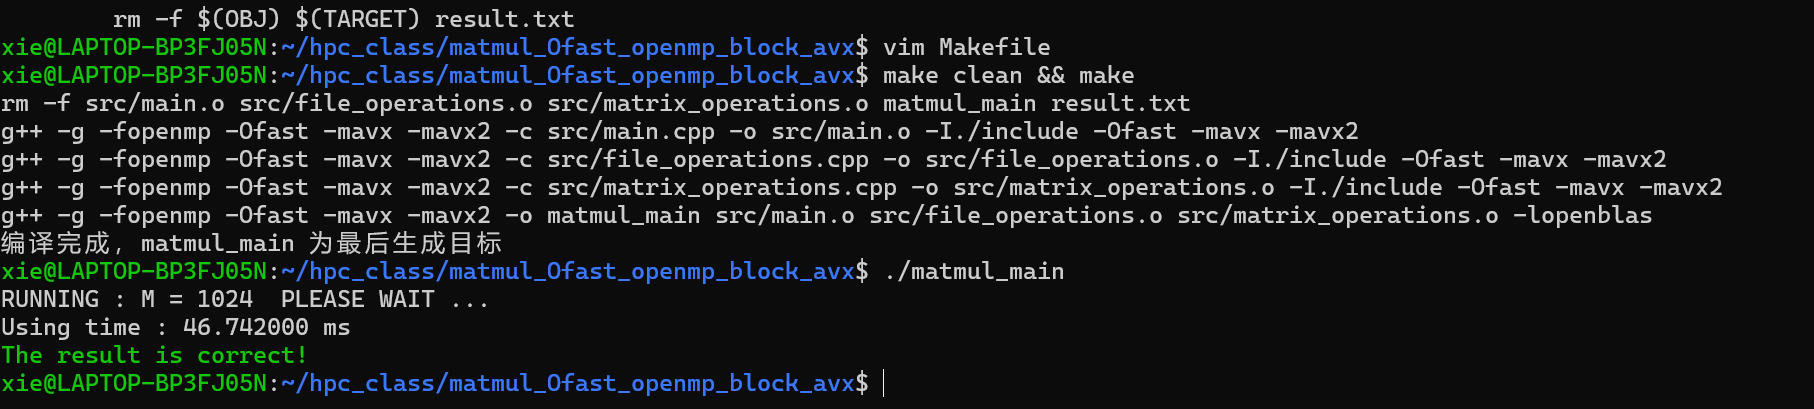 rm -f $(OBJ) $(TARGET) result.txt
xie@LAPTOP-BP3FJ05N:~/hpc_class/matmul_Ofast_openmp_block_avx$ vim Makefile
xie@LAPTOP-BP3FJ05N:~/hpc_class/matmul_Ofast_openmp_block_avx$ make clean && make
rm -f src/main.o src/file_operations.o src/matrix_operations.o matmul_main result.txt
g++ -g -fopenmp -Ofast -mavx -mavx2 -c src/main.cpp -o src/main.o -I./include -Ofast -mavx -mavx2
g++ -g -fopenmp -Ofast -mavx -mavx2 -c src/file_operations.cpp -o src/file_operations.o -I./include -Ofast -mavx -mavx2
g++ -g -fopenmp -Ofast -mavx -mavx2 -c src/matrix_operations.cpp -o src/matrix_operations.o -I./include -Ofast -mavx -mavx2
g++ -g -fopenmp -Ofast -mavx -mavx2 -o matmul_main src/main.o src/file_operations.o src/matrix_operations.o -lopenblas
编译完成，matmul_main 为最后生成目标
xie@LAPTOP-BP3FJ05N:~/hpc_class/matmul_Ofast_openmp_block_avx$ ./matmul_main
RUNNING : M = 1024  PLEASE WAIT ...
Using time : 46.742000 ms
The result is correct!
xie@LAPTOP-BP3FJ05N:~/hpc_class/matmul_Ofast_openmp_block_avx$